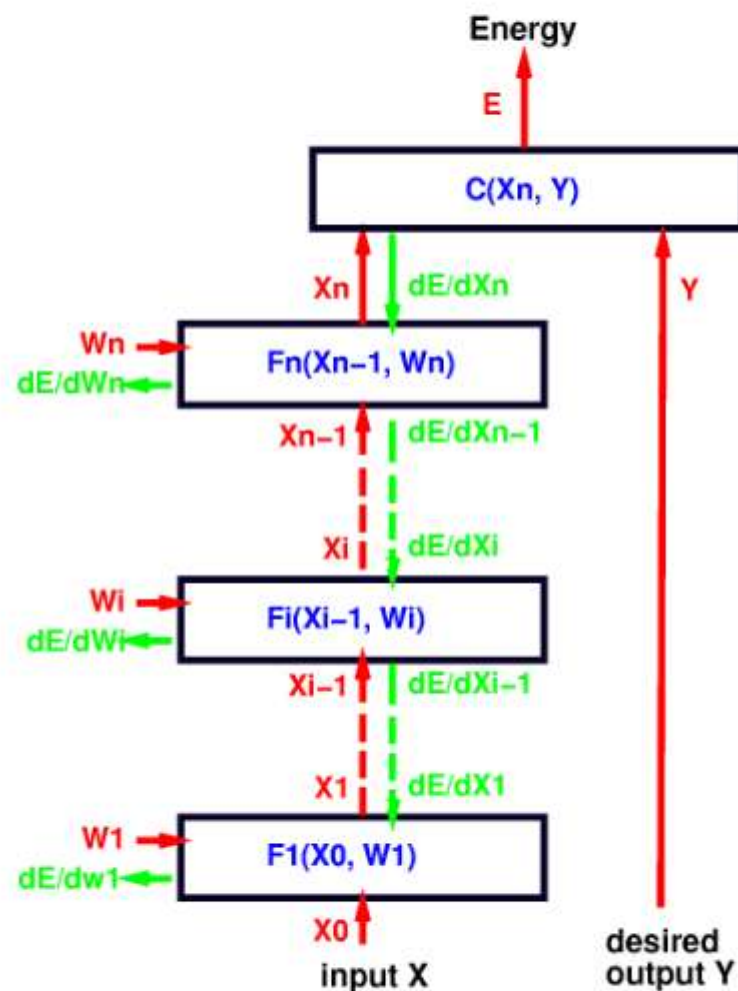 Energy
E
C(Xn, Y)
Xn
dE/dXn
Y
Wn
Fn(Xn−1, Wn)
dE/dWn
Xn−1
dE/dXn−1
Xi
dE/dXi
Wi
Fi(Xi−1, Wi)
dE/dWi
Xi−1
dE/dXi−1
X1
dE/dX1
W1
F1(X0, W1)
dE/dw1
X0
input X
desired
output Y